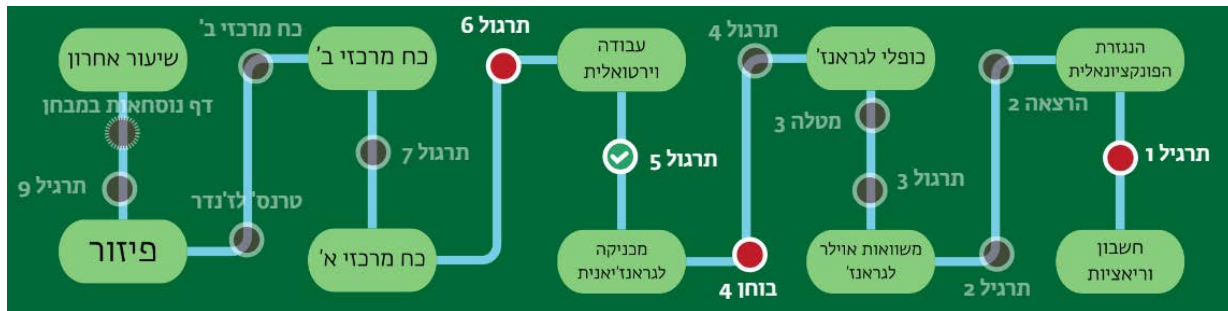 הנגזרת
הפונקציונאלית
תרגיל 1
חשבון
וריאציות
הרצאה 2
תרגיל 2
כופלי לגראנז'
מטלה 3
תרגול 3
משוואות אוילר
לגראנז'
תרגול 4
בוחן 4
עבודה
וירטואלית
תרגול 5
מכניקה
לגראנז'יאנית
תרגול 6
כח מרכזי ב'
תרגול 7
כח מרכזי א'
כח מרכזי ב'
טרנס' לז'נדר
שיעור אחרון
דף נוסחאות במבחן
תרגיל 9
פיזור